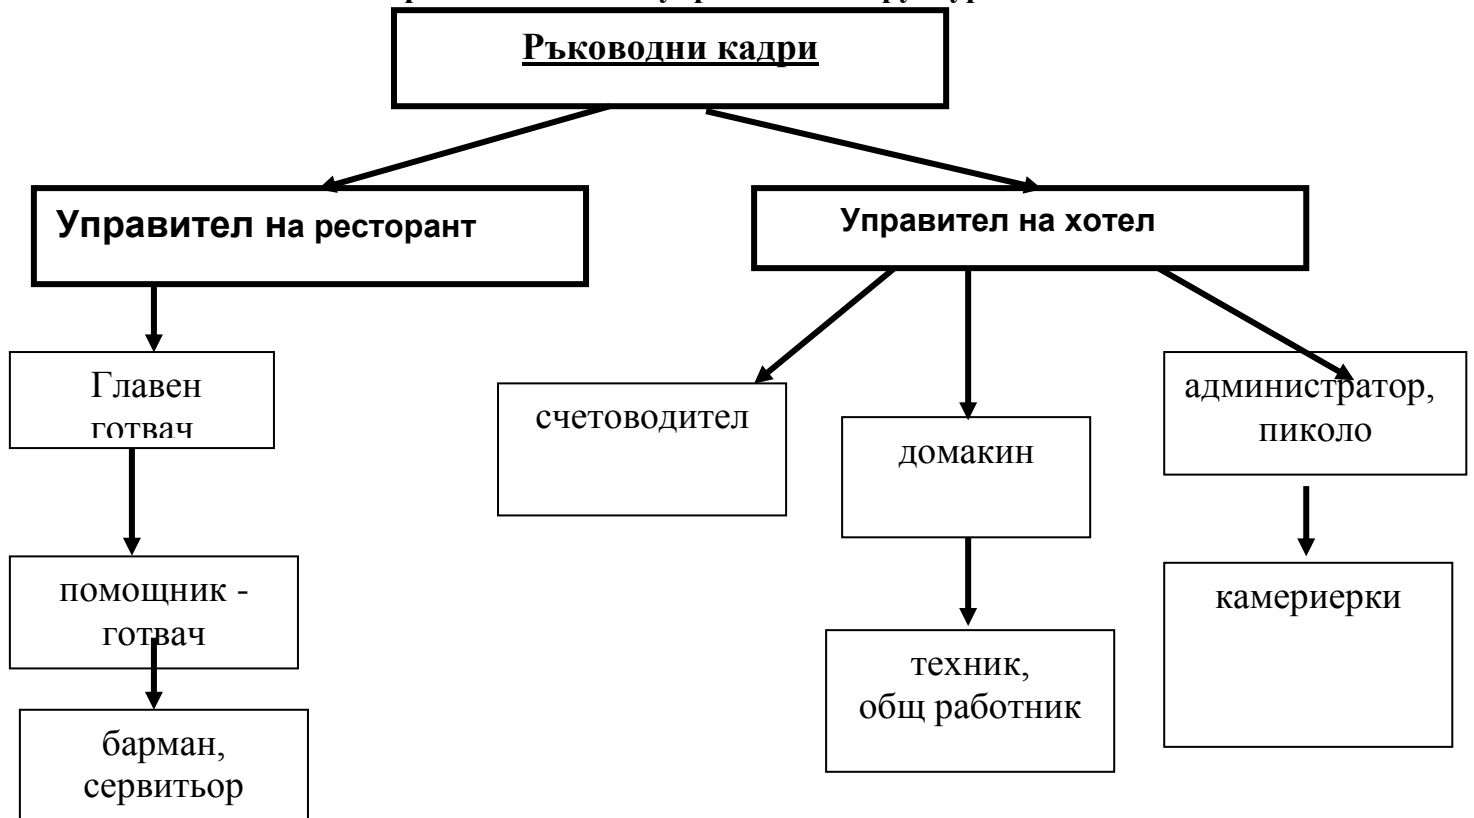 Ръководни кадри
Управител на ресторант
Управител на хотел
Главен
готвач
счетоводител
администратор,
пиколо
домакин
помощник -
готвач
камериерки
техник,
общ работник
барман,
сервитьор